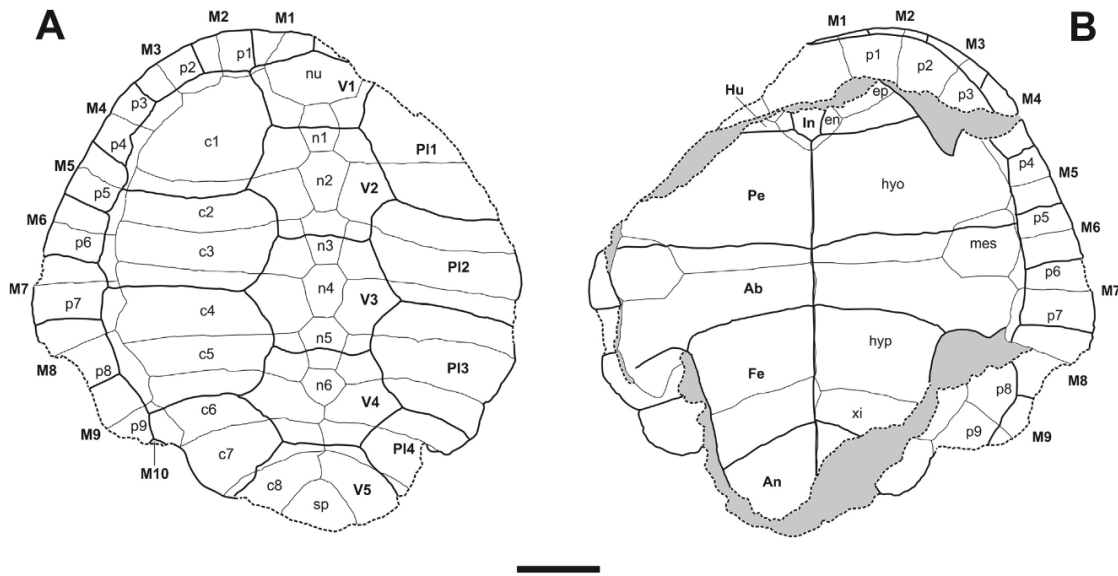 A
M2 M1
M3
p1
p2
nu
V1
p3
M4
n1
p4
c1
Pl1
M5
n2
V2
p5
c2
M6
p6
c3
n3
Pl2
M7
n4
V3
p7
c4
n5
c5
M8
Pl3
p8
n6
V4
c6
M9
p9
c7
Pl4
M10
c8
V5
sp
B
M1 M2
M3
p1
p2
Hu
ep
p3
M4
In
en
p4
M5
Pe
hyo
p5
M6
mes
p6
Ab
M7
p7
hyp
Fe
M8
p8
xi
p9
M9
An